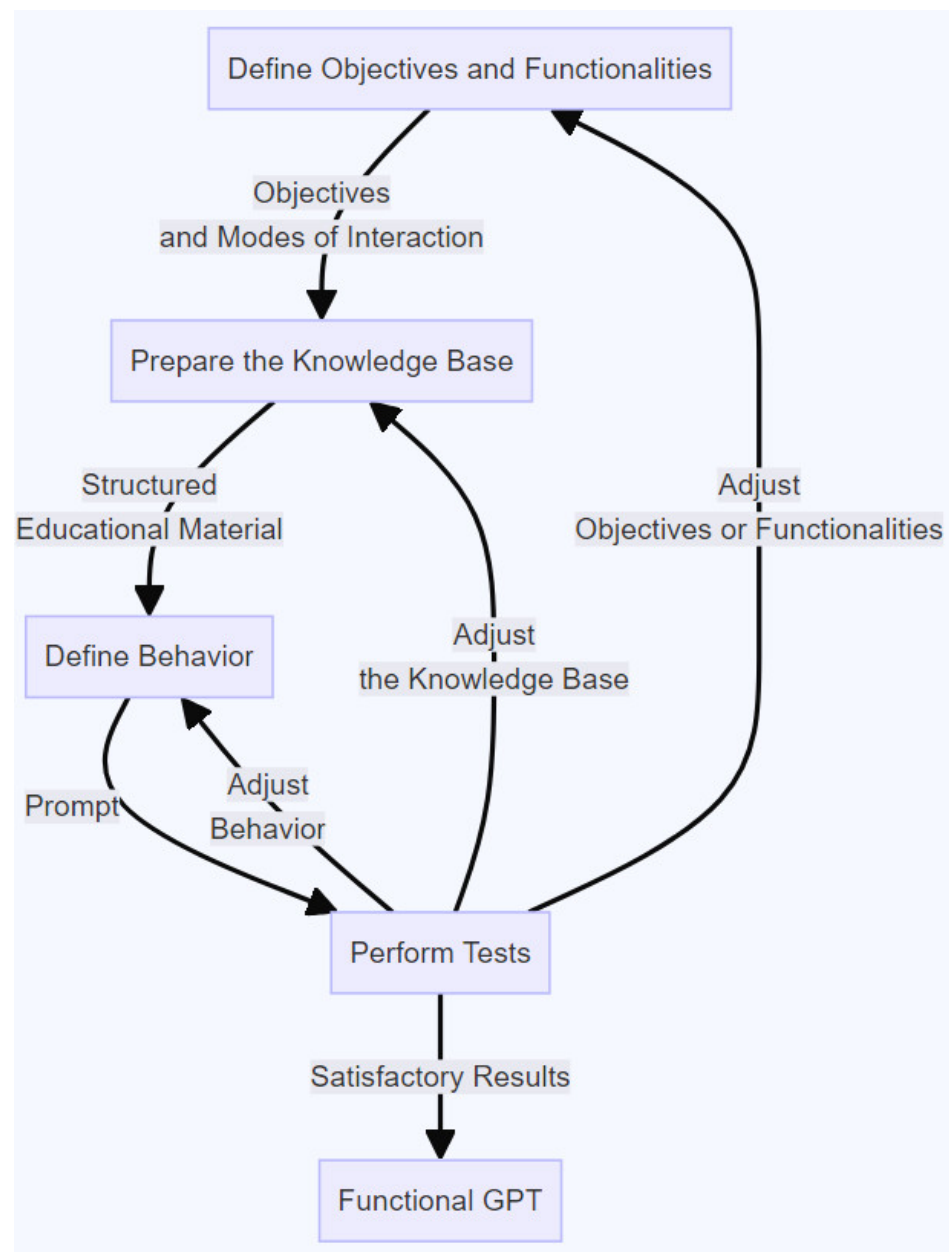 Define Objectives and Functionalities
Objectives
and Modes of Interaction
Prepare the Knowledge Base
Structured
Educational Material
Adjust
Objectives or Functionalities
Define Behavior
Adjust
the Knowledge Base
Prompt
Adjust
Behavior
Perform Tests
Satisfactory Results
Functional GPT